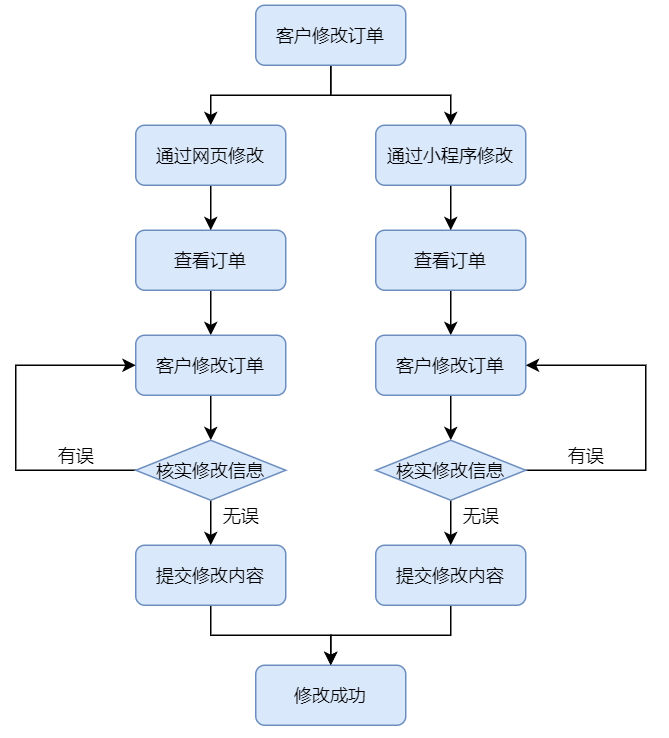 客户修改订单
通过网页修改
通过小程序修改
查看订单
查看订单
客户修改订单
客户修改订单
有误
核实修改信息
核实修改信息
有误
无误
无误
提交修改内容
提交修改内容
修改成功